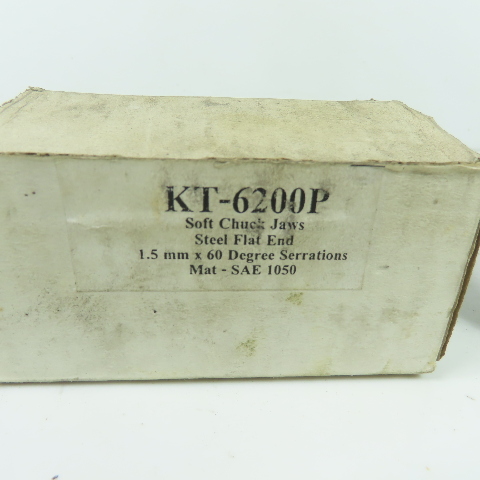 KT-6200P
Soft Chuck Jaws
Steel Flat End
1.5 mm x 60 Degree Serrations
Mat - SAE 1050